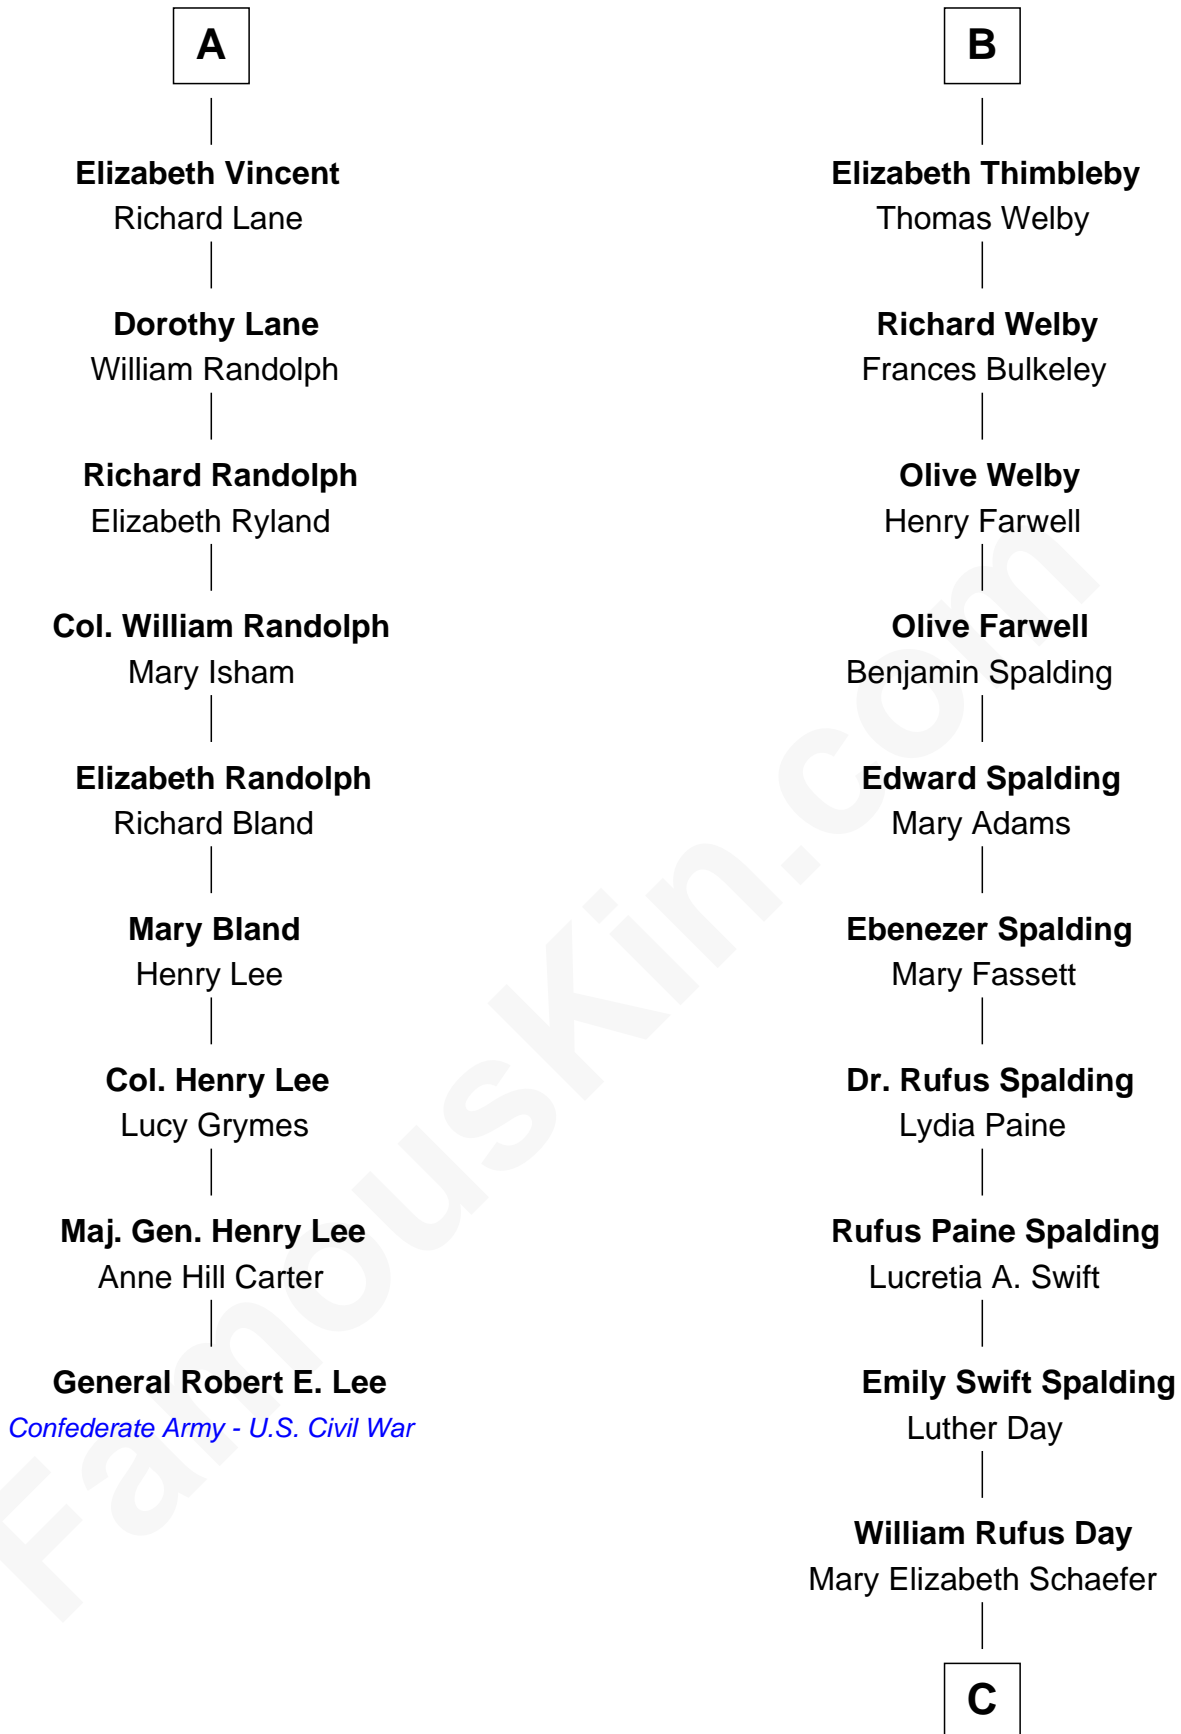 A
Elizabeth Vincent
Richard Lane
Dorothy Lane
William Randolph
Richard Randolph
Elizabeth Ryland
Col. William Randolph
Mary Isham
Elizabeth Randolph
Richard Bland
Mary Bland
Henry Lee
Col. Henry Lee
Lucy Grymes
Maj. Gen. Henry Lee
Anne Hill Carter
General Robert E. Lee
Confederate Army - U.S. Civil War
B
Elizabeth Thimbleby
Thomas Welby
Richard Welby
Frances Bulkeley
Olive Welby
Henry Farwell
Olive Farwell
Benjamin Spalding
Edward Spalding
Mary Adams
Ebenezer Spalding
Mary Fassett
Dr. Rufus Spalding
Lydia Paine
Rufus Paine Spalding
Lucretia A. Swift
Emily Swift Spalding
Luther Day
William Rufus Day
Mary Elizabeth Schaefer
C
FamousKin.com